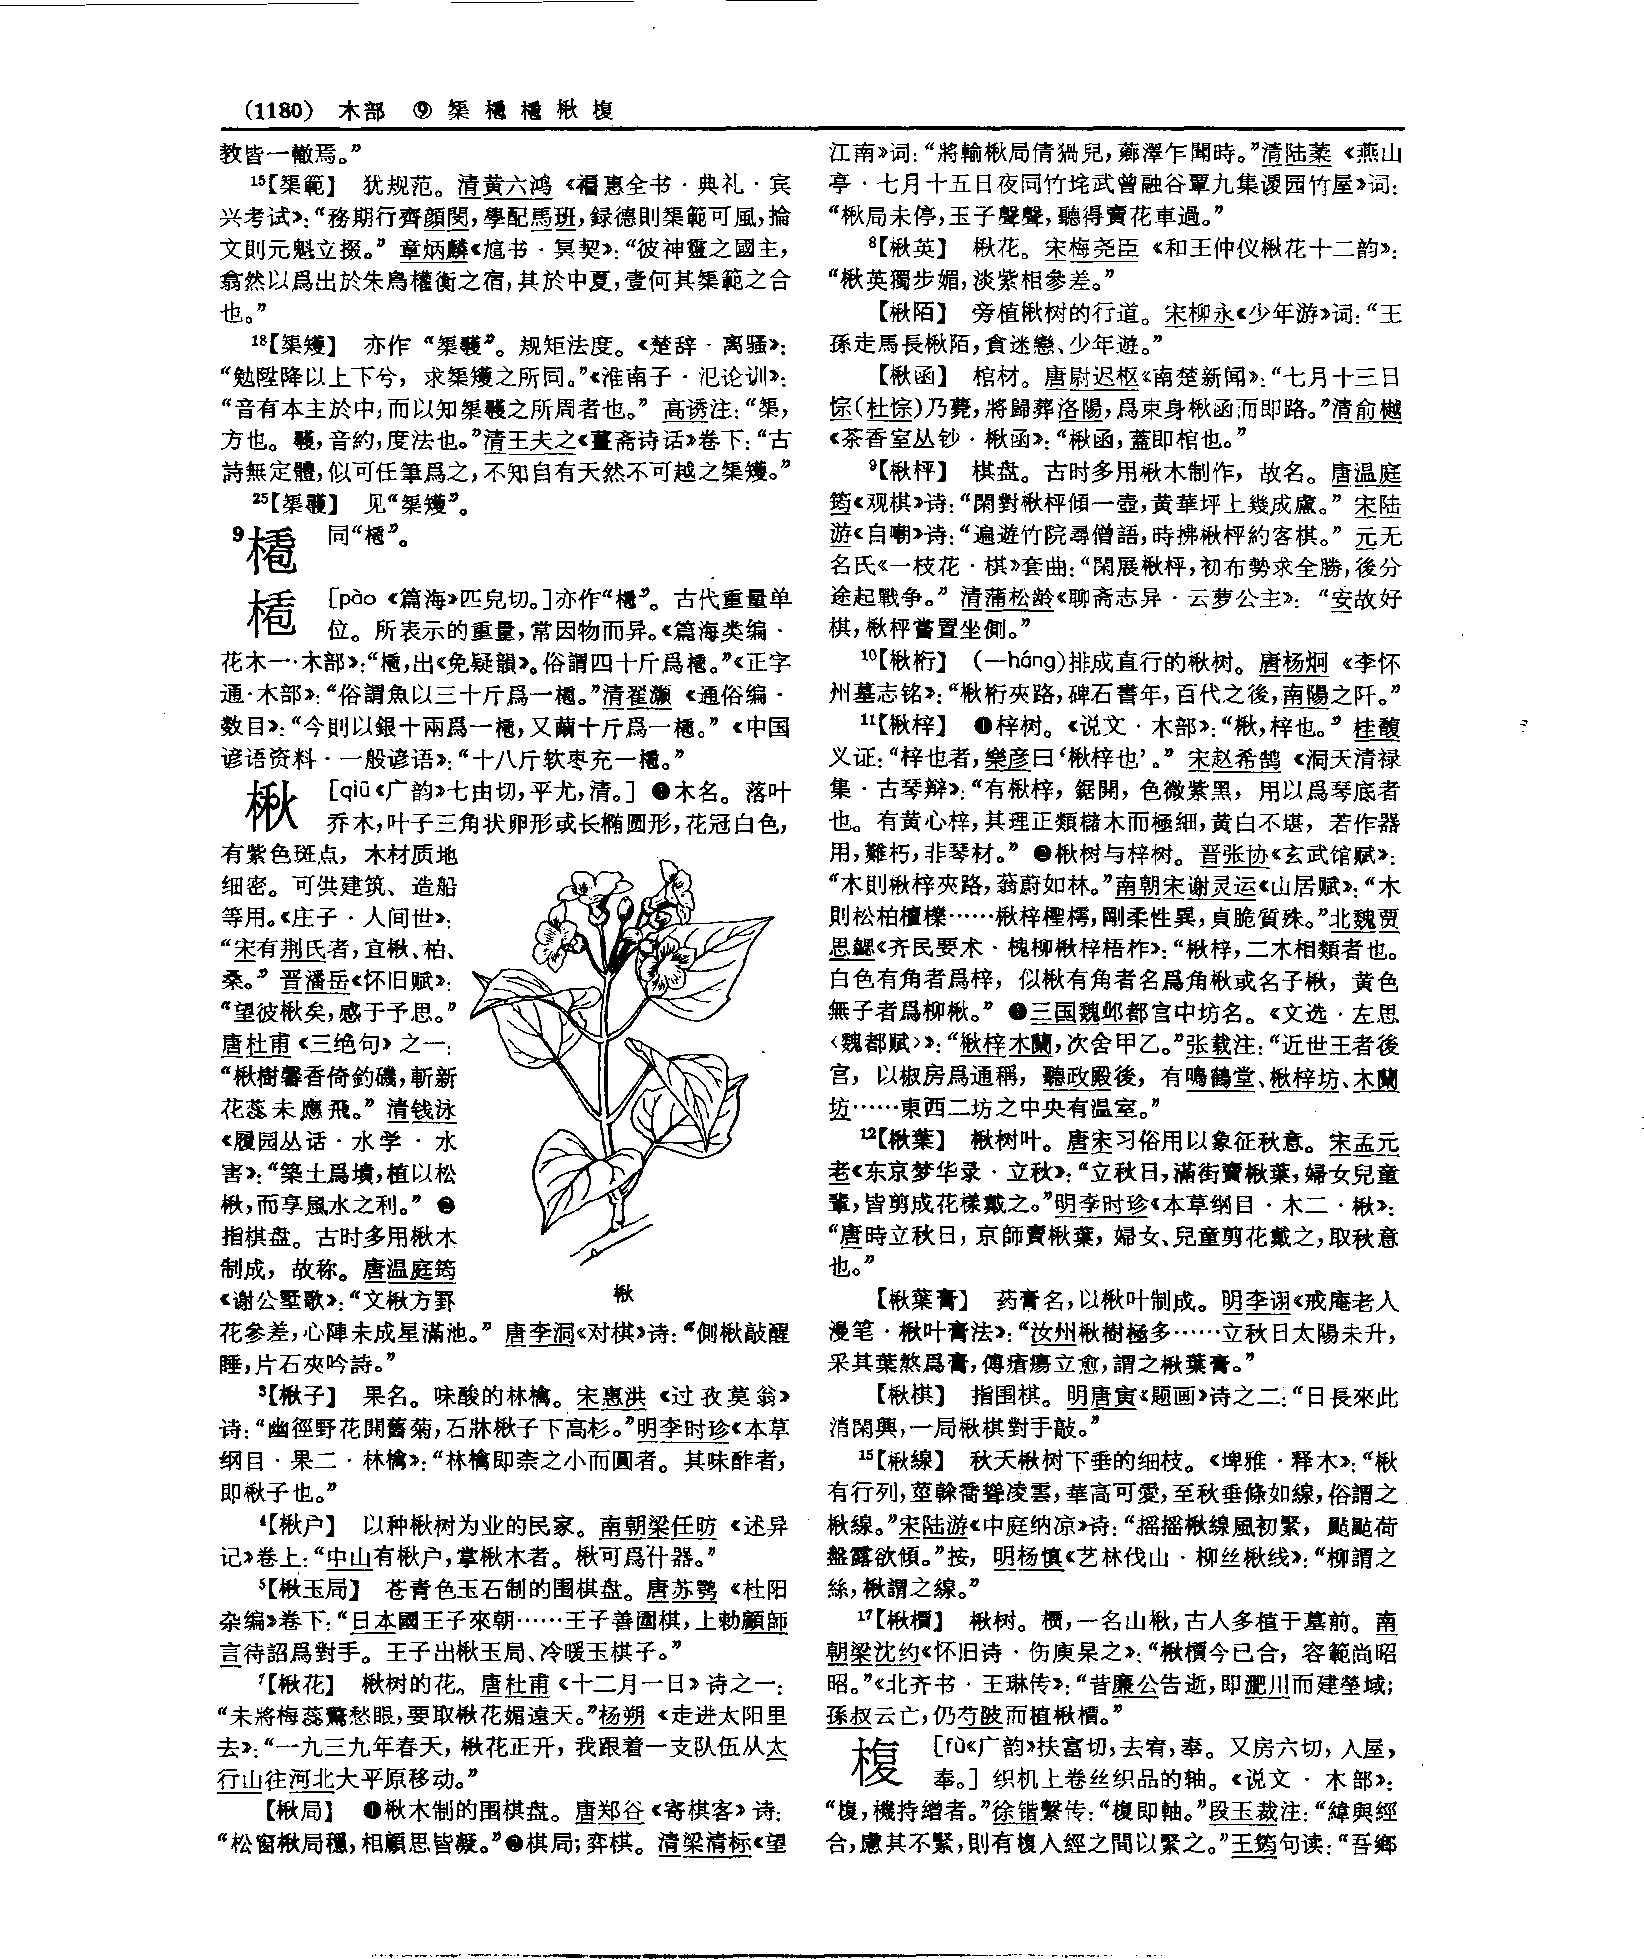 (1180) 木部 ⑨ 榘 櫓 櫓 楸 椱
教皆一轍焉。”
15【榘範】 犹规范。清黄六鸿《福惠全书·典礼·宾
兴考试》：“務期行齊顔閔，學配馬班，録德則榘範可風，掄
文則元魁立掇。” 章炳麟《訄书·冥契》：“彼神靈之國主，
翕然以爲出於朱鳥權衡之宿，其於中夏，壹何其榘範之合
也。”
18【榘矱】 亦作“榘彠”。规矩法度。《楚辞·离骚》：
“勉陞降以上下兮，求榘矱之所同。”《淮南子·氾论训》：
“音有本主於中，而以知榘彠之所周者也。” 高诱注：“榘，
方也。彠，音約，度法也。”清王夫之《薑斋诗话》卷下：“古
詩無定體，似可任筆爲之，不知自有天然不可越之榘矱。”
25【榘彠】 见“榘矱”。
9 同“”。
[pào《篇海》匹皃切。]亦作“”。古代重量单
位。所表示的重量，常因物而异。《篇海类编·
花木一·木部》：“，出《免疑韻》。俗謂四十斤爲。”《正字
通·木部》：“俗謂魚以三十斤爲一。”清翟灏《通俗编·
数目》：“今則以銀十兩爲一，又繭十斤爲一。”《中国
谚语资料·一般谚语》：“十八斤软枣充一。”
楸 [qiū《广韵》七由切，平尤，清。] ❶木名。落叶
乔木，叶子三角状卵形或长椭圆形，花冠白色，
有紫色斑点，木材质地
细密。可供建筑、造船
等用。《庄子·人间世》：
“宋有荆氏者，宜楸、柏、
桑。” 晋潘岳《怀旧赋》：
“望彼楸矣，感于予思。”
唐杜甫《三绝句》之一：
“楸樹馨香倚釣磯，斬新
花蕊未應飛。” 清钱泳
《履园丛话·水学·水
害》：“築土爲墳，植以松
楸，而享風水之利。” ❷
指棋盘。古时多用楸木
制成，故称。唐温庭筠
《谢公墅歌》：“文楸方罫
花參差，心陣未成星滿池。” 唐李洞《对棋》诗：“側楸敲醒
睡，片石夾吟詩。”
楸
3【楸子】 果名。味酸的林檎。宋惠洪《过孜莫翁》
诗：“幽徑野花開舊菊，石牀楸子下高杉。”明李时珍《本草
纲目·果二·林檎》：“林檎即柰之小而圓者。其味酢者，
即楸子也。”
4【楸户】 以种楸树为业的民家。南朝梁任昉《述异
记》卷上：“中山有楸户，掌楸木者。楸可爲什器。”
5【楸玉局】 苍青色玉石制的围棋盘。唐苏鹗《杜阳
杂编》卷下：“日本國王子來朝……王子善圍棋，上勅顧師
言待詔爲對手。王子出楸玉局、冷暖玉棋子。”
7【楸花】 楸树的花。唐杜甫《十二月一日》诗之一：
“未將梅蕊驚愁眼，要取楸花媚遠天。”杨朔《走进太阳里
去》：“一九三九年春天，楸花正开，我跟着一支队伍从太
行山往河北大平原移动。”
【楸局】 ❶楸木制的围棋盘。唐郑谷《寄棋客》诗：
“松窗楸局穩，相顧思皆凝。”❷棋局；弈棋。清梁清标《望
江南》词：“將輸楸局倩猧兒，薌澤乍聞時。”清陆葇《燕山
亭·七月十五日夜同竹垞武曾融谷覃九集谡园竹屋》词：
“楸局未停，玉子聲聲，聽得賣花車過。”
8【楸英】 楸花。宋梅尧臣《和王仲仪楸花十二韵》：
“楸英獨步媚，淡紫相參差。”
【楸陌】 旁植楸树的行道。宋柳永《少年游》词：“王
孫走馬長楸陌，貪迷戀、少年遊。”
【楸函】 棺材。唐尉迟枢《南楚新闻》：“七月十三日
悰(杜悰)乃薨，將歸葬洛陽，爲束身楸函而即路。”清俞樾
《茶香室丛钞·楸函》：“楸函，蓋即棺也。”
9【楸枰】 棋盘。古时多用楸木制作，故名。唐温庭
筠《观棋》诗：“閑對楸枰傾一壺，黄華坪上幾成盧。” 宋陆
游《自嘲》诗：“遍遊竹院尋僧語，時拂楸枰約客棋。” 元无
名氏《一枝花·棋》套曲：“閑展楸枰，初布勢求全勝，後分
途起戰争。” 清蒲松龄《聊斋志异·云萝公主》：“安故好
棋，楸枰嘗置坐側。”
10【楸桁】 (—háng)排成直行的楸树。唐杨炯《李怀
州墓志铭》：“楸桁夾路，碑石書年，百代之後，南陽之阡。”
11【楸梓】 ❶梓树。《说文·木部》：“楸，梓也。” 桂馥
义证：“梓也者，樂彦曰‘楸梓也’。” 宋赵希鹄《洞天清禄
集·古琴辩》：“有楸梓，鋸開，色微紫黑，用以爲琴底者
也。有黄心梓，其理正類櫧木而極細，黄白不堪，若作器
用，難朽，非琴材。” ❷楸树与梓树。晋张协《玄武馆赋》：
“木則楸梓夾路，蓊蔚如林。”南朝宋谢灵运《山居赋》：“木
則松柏檀櫟……楸梓檉樗，剛柔性異，貞脆質殊。”北魏贾
思勰《齐民要术·槐柳楸梓梧柞》：“楸梓，二木相類者也。
白色有角者爲梓，似楸有角者名爲角楸或名子楸，黄色
無子者爲柳楸。” ❸三国魏邺都宫中坊名。《文选·左思
〈魏都赋〉》：“楸梓木蘭，次舍甲乙。”张载注：“近世王者後
宫，以椒房爲通稱，聽政殿後，有鳴鶴堂、楸梓坊、木蘭
坊……東西二坊之中央有温室。”
12【楸葉】 楸树叶。唐宋习俗用以象征秋意。宋孟元
老《东京梦华录·立秋》：“立秋日，滿街賣楸葉，婦女兒童
輩，皆剪成花樣戴之。”明李时珍《本草纲目·木二·楸》：
“唐時立秋日，京師賣楸葉，婦女、兒童剪花戴之，取秋意
也。”
【楸葉膏】 药膏名，以楸叶制成。明李诩《戒庵老人
漫笔·楸叶膏法》：“汝州楸樹極多……立秋日太陽未升，
采其葉熬爲膏，傅瘡瘍立愈，謂之楸葉膏。”
【楸棋】 指围棋。明唐寅《题画》诗之二：“日長來此
消閑興，一局楸棋對手敲。”
15【楸線】 秋天楸树下垂的细枝。《埤雅·释木》：“楸
有行列，莖榦喬聳凌雲，華高可愛，至秋垂條如線，俗謂之
楸線。”宋陆游《中庭纳凉》诗：“摇摇楸線風初緊，颭颭荷
盤露欲傾。”按，明杨慎《艺林伐山·柳丝楸线》：“柳謂之
絲，楸謂之線。”
17【楸檟】 楸树。檟，一名山楸，古人多植于墓前。南
朝梁沈约《怀旧诗·伤庾杲之》：“楸檟今已合，容範尚昭
昭。”《北齐书·王琳传》：“昔廉公告逝，即淝川而建塋域；
孫叔云亡，仍芍陂而植楸檟。”
椱 [fù《广韵》扶富切，去宥，奉。又房六切，入屋，
奉。] 织机上卷丝织品的轴。《说文·木部》：
“椱，機持繒者。”徐锴繫传：“椱即軸。”段玉裁注：“緯與經
合，慮其不緊，則有椱入經之間以緊之。”王筠句读：“吾鄉